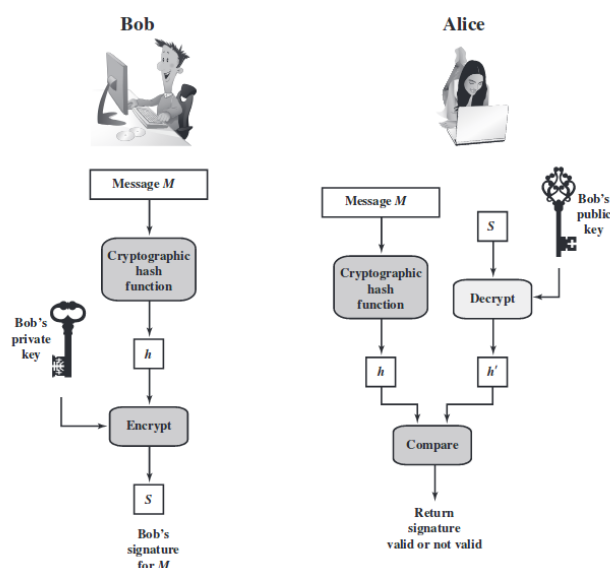 Bob
Message M
Cryptographic
hash
function
Bob's
private
key
h
Encrypt
S
Bob's
signature
for M
Alice
Message M
Bob's
public
key
S
Cryptographic
hash
function
Decrypt
h
h'
Compare
Return
signature
valid or not valid